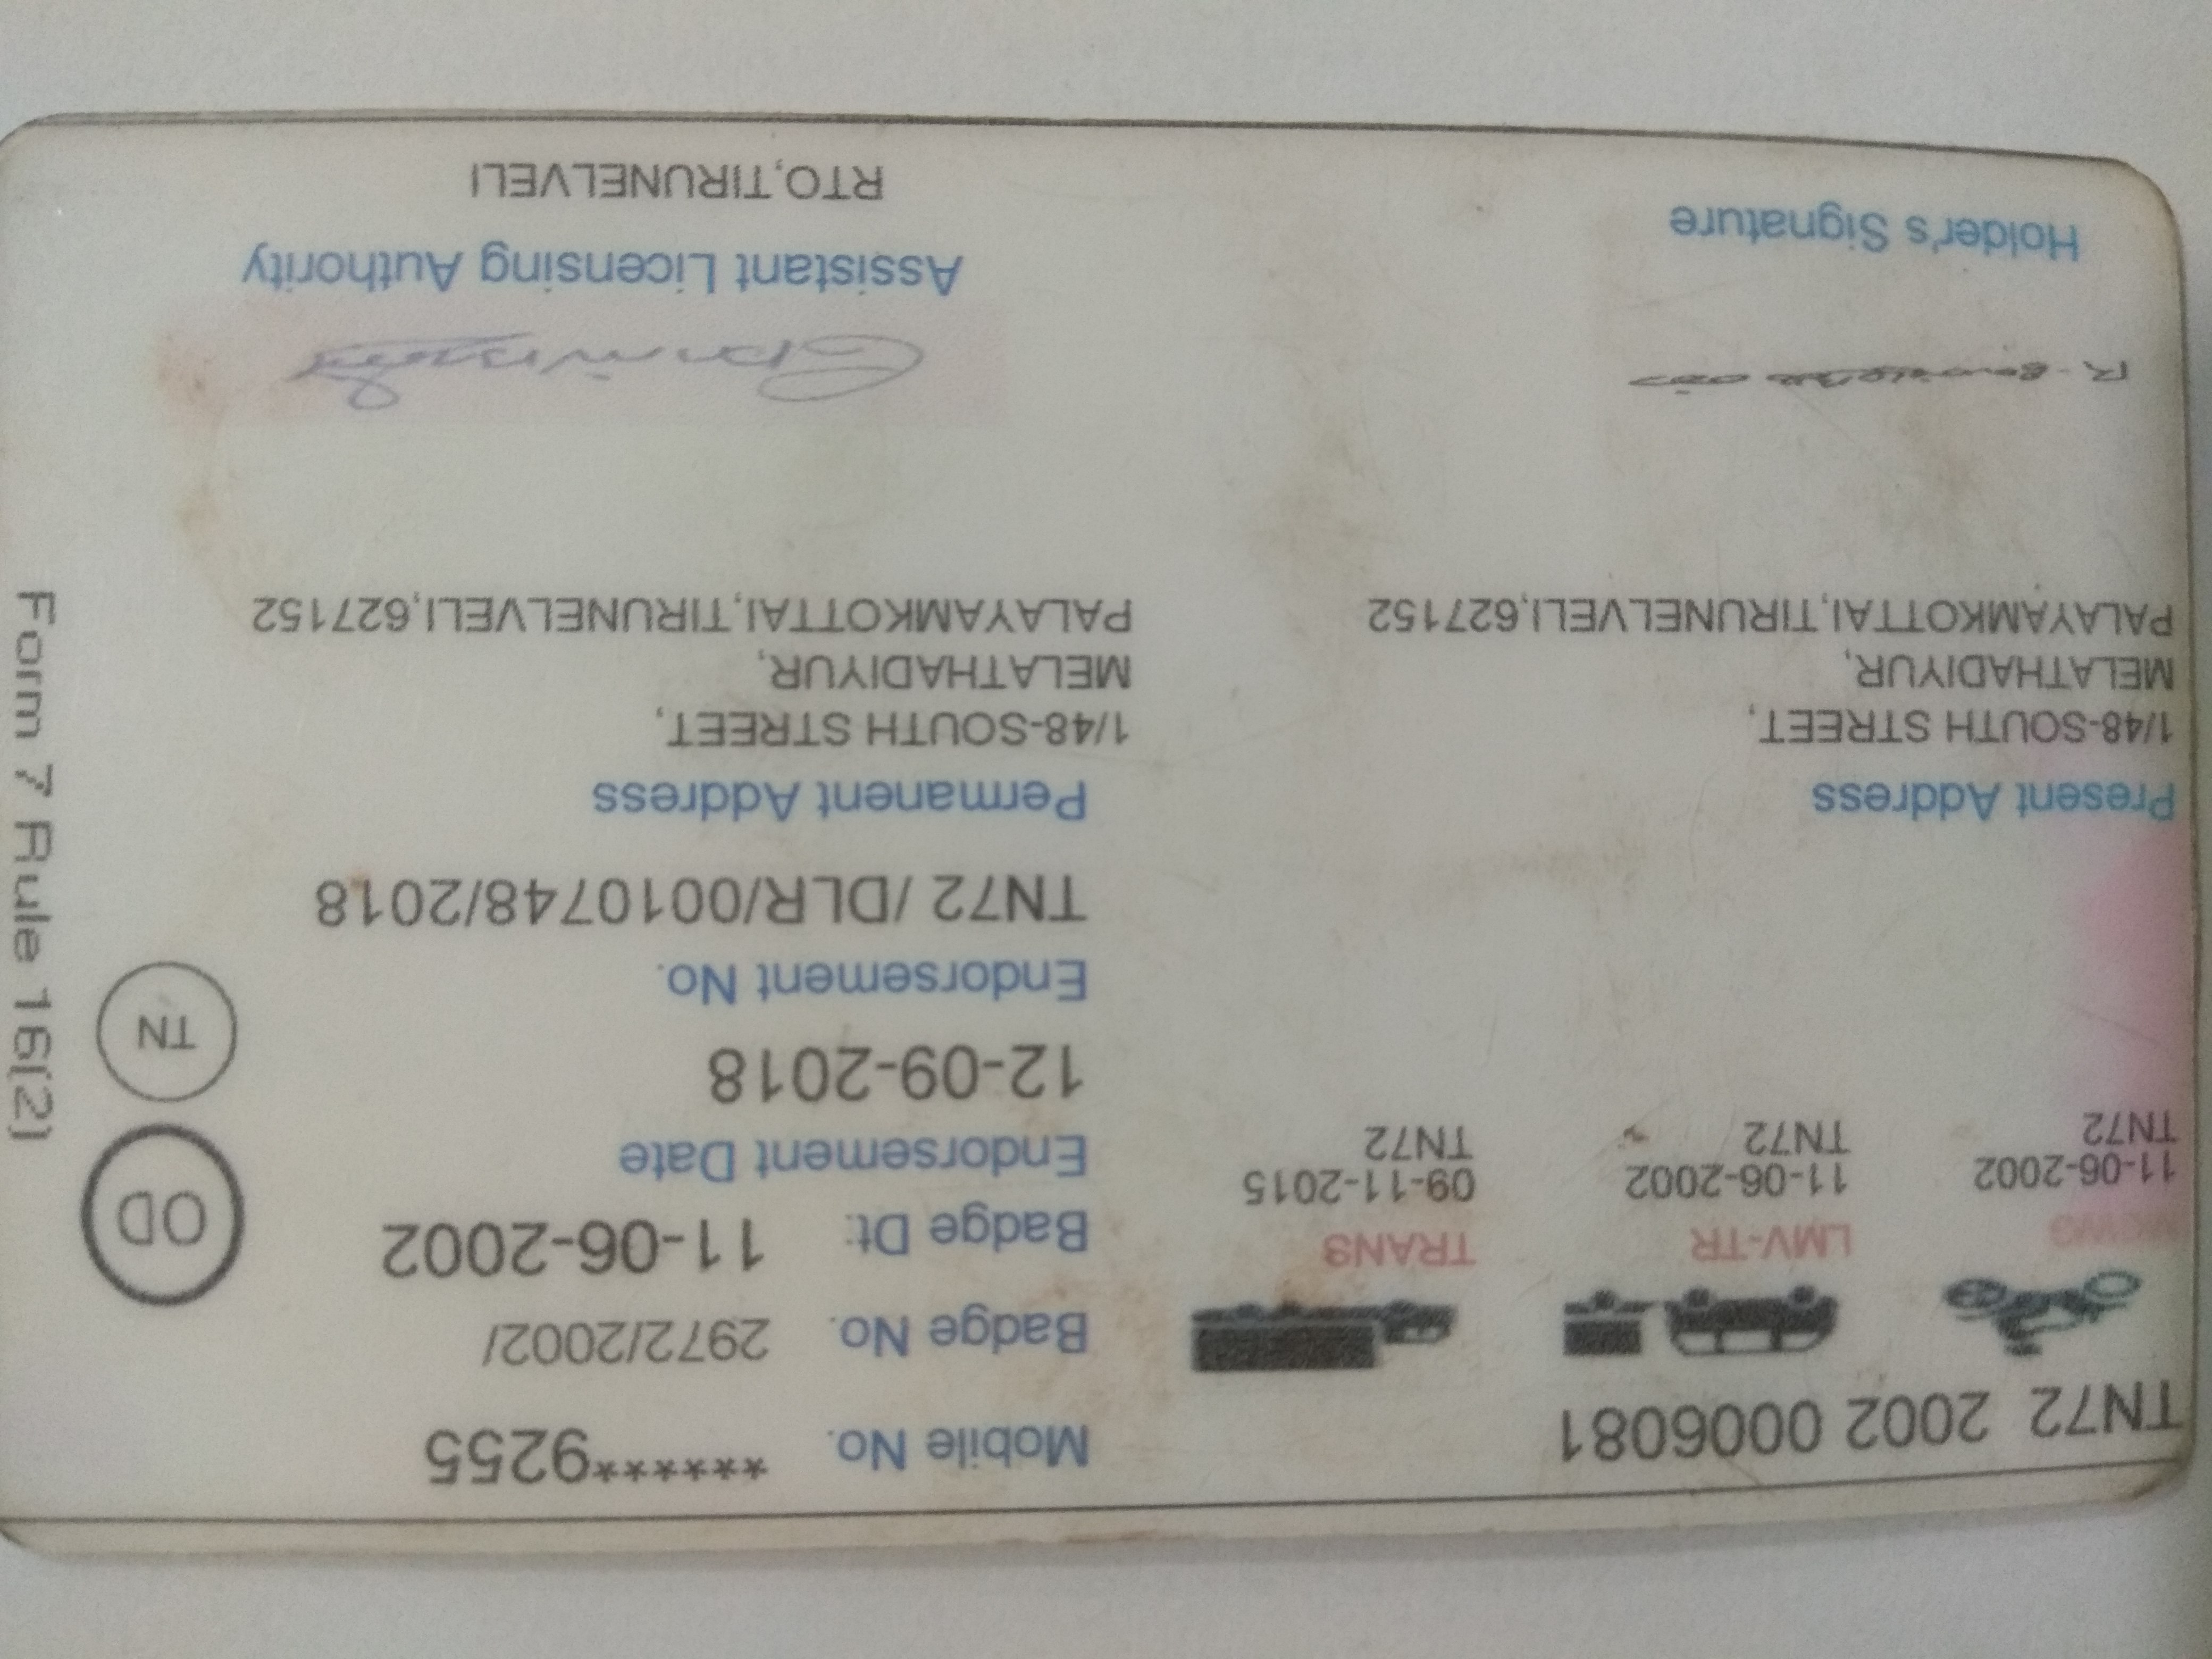 TN72 2002 0006081
11-06-2002
TN72
LMV-TR
11-06-2002
TN72
TRANS
09-11-2015
TN72
Present Address
1/48-SOUTH STREET,
MELATHADIYUR,
PALAYAMKOTTAI,TIRUNELVELI,627152
Holder's Signature
Mobile No. ******9255
Badge No. 2972/2002/
Badge Dt: 11-06-2002
Endorsement Date
12-09-2018
Endorsement No.
TN72 /DLR/0010748/2018
Permanent Address
1/48-SOUTH STREET,
MELATHADIYUR,
PALAYAMKOTTAI,TIRUNELVELI,627152
Assistant Licensing Authority
RTO,TIRUNELVELI
OD
TN
Form 7 Rule 16(2)